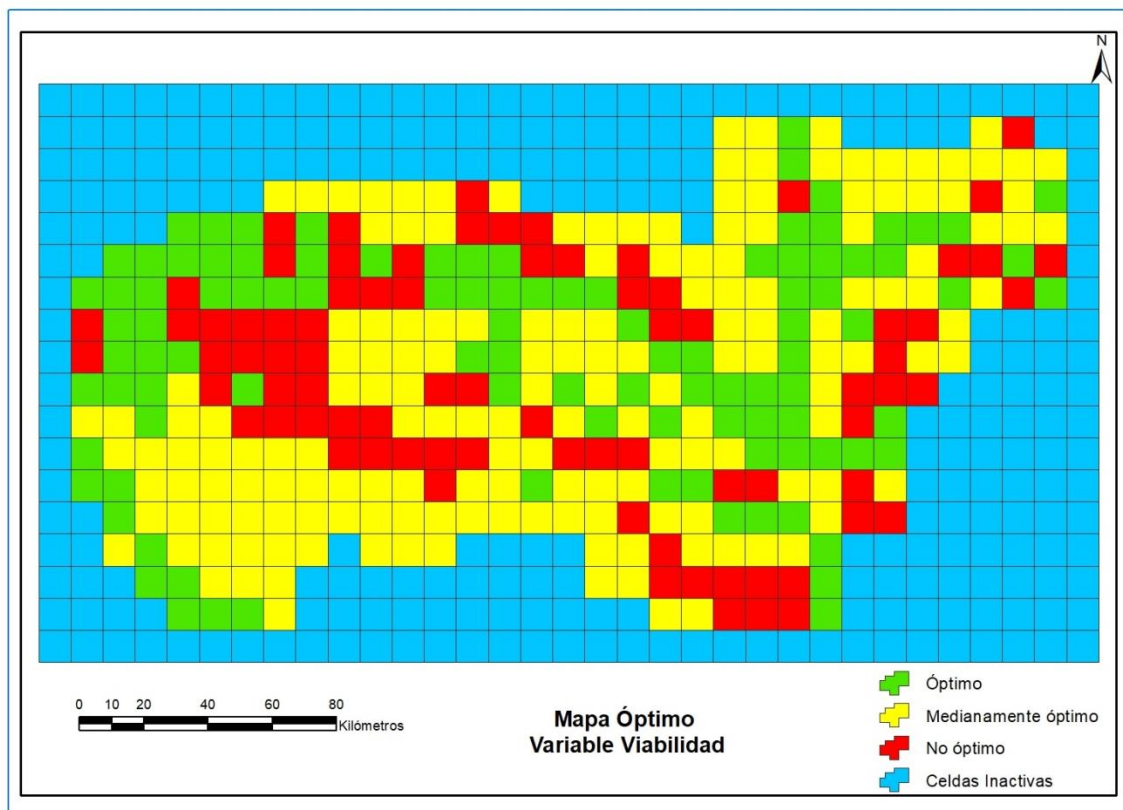 N
0 10 20 40 60 80
Kilómetros
Mapa Óptimo
Variable Viabilidad
Óptimo
Medianamente óptimo
No óptimo
Celdas Inactivas